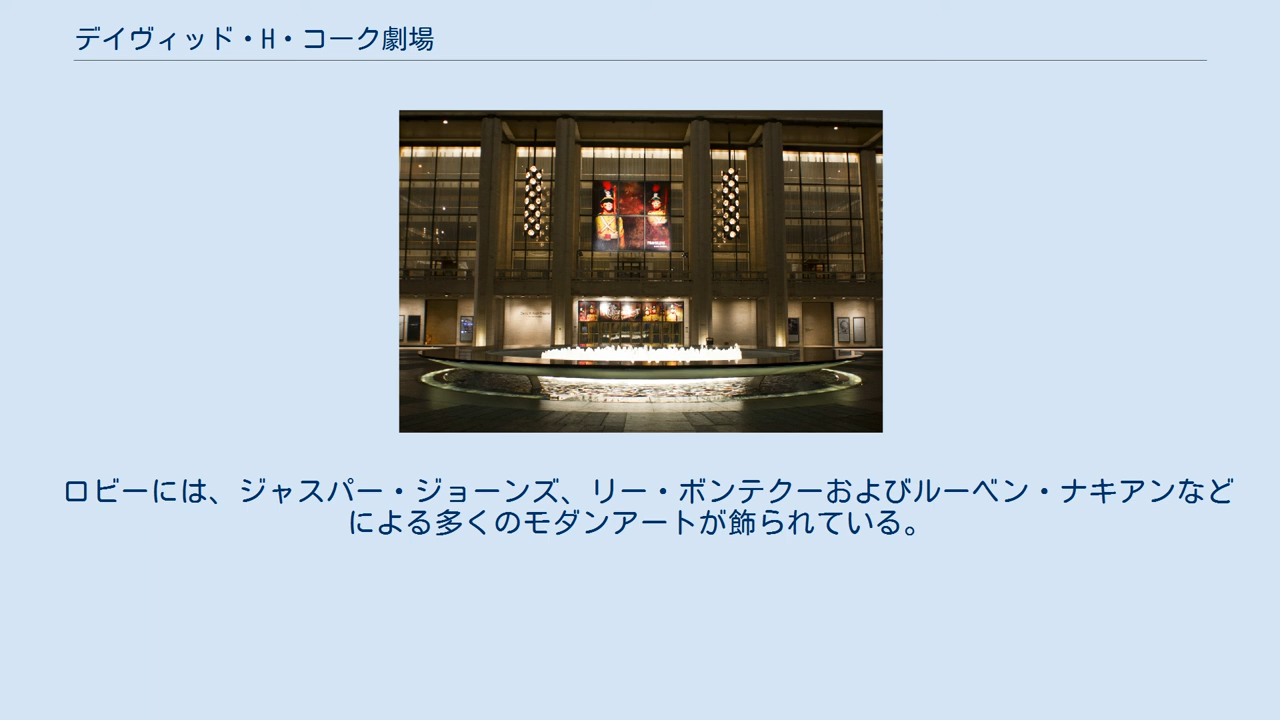 デイヴィッド・H・コーク劇場
ロビーには、ジャスパー・ジョーンズ、リー・ボンテクーおよびルーベン・ナキアンなど
による多くのモダンアートが飾られている。